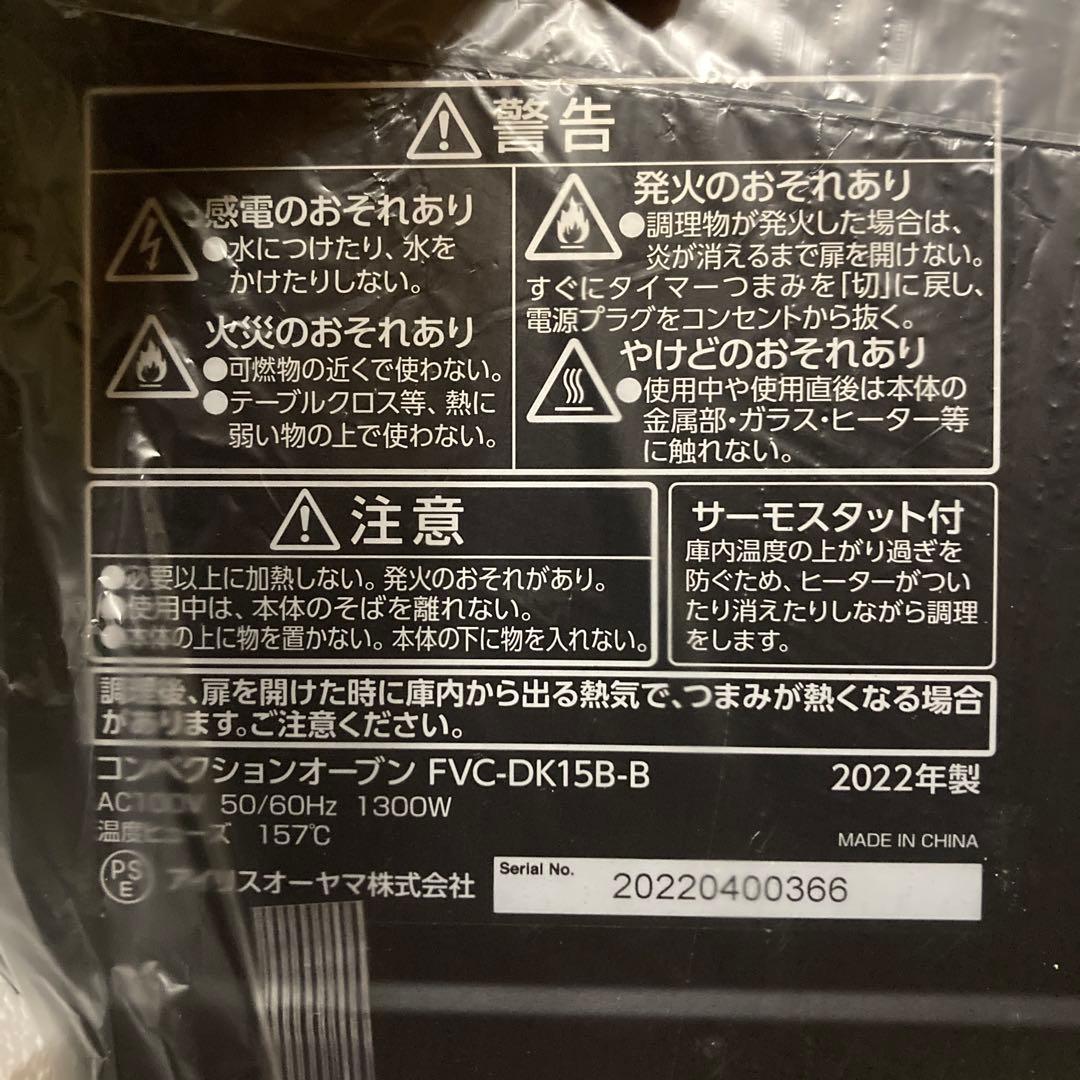 警告
感電のおそれあり
●水につけたり、水を
かけたりしない。
火災のおそれあり
●可燃物の近くで使わない。
●テーブルクロス等、熱に
弱い物の上で使わない。
発火のおそれあり
●調理物が発火した場合は、
炎が消えるまで扉を開けない。
すぐにタイマーつまみを「切」に戻し、
電源プラグをコンセントから抜く。
やけどのおそれあり
●使用中や使用直後は本体の
金属部・ガラス・ヒーター等
に触れない。
注意
●必要以上に加熱しない。発火のおそれがあり。
●使用中は、本体のそばを離れない。
●本体の上に物を置かない。本体の下に物を入れない。
サーモスタット付
庫内温度の上がり過ぎを
防ぐため、ヒーターがつい
たり消えたりしながら調理
をします。
調理後、扉を開けた時に庫内から出る熱気で、つまみが熱くなる場合
があります。ご注意ください。
コンベクションオーブン FVC-DK15B-B 2022年製
AC100V 50/60Hz 1300W
温度ヒューズ 157℃
MADE IN CHINA
PS
E
アイリスオーヤマ株式会社
Serial No.
20220400366